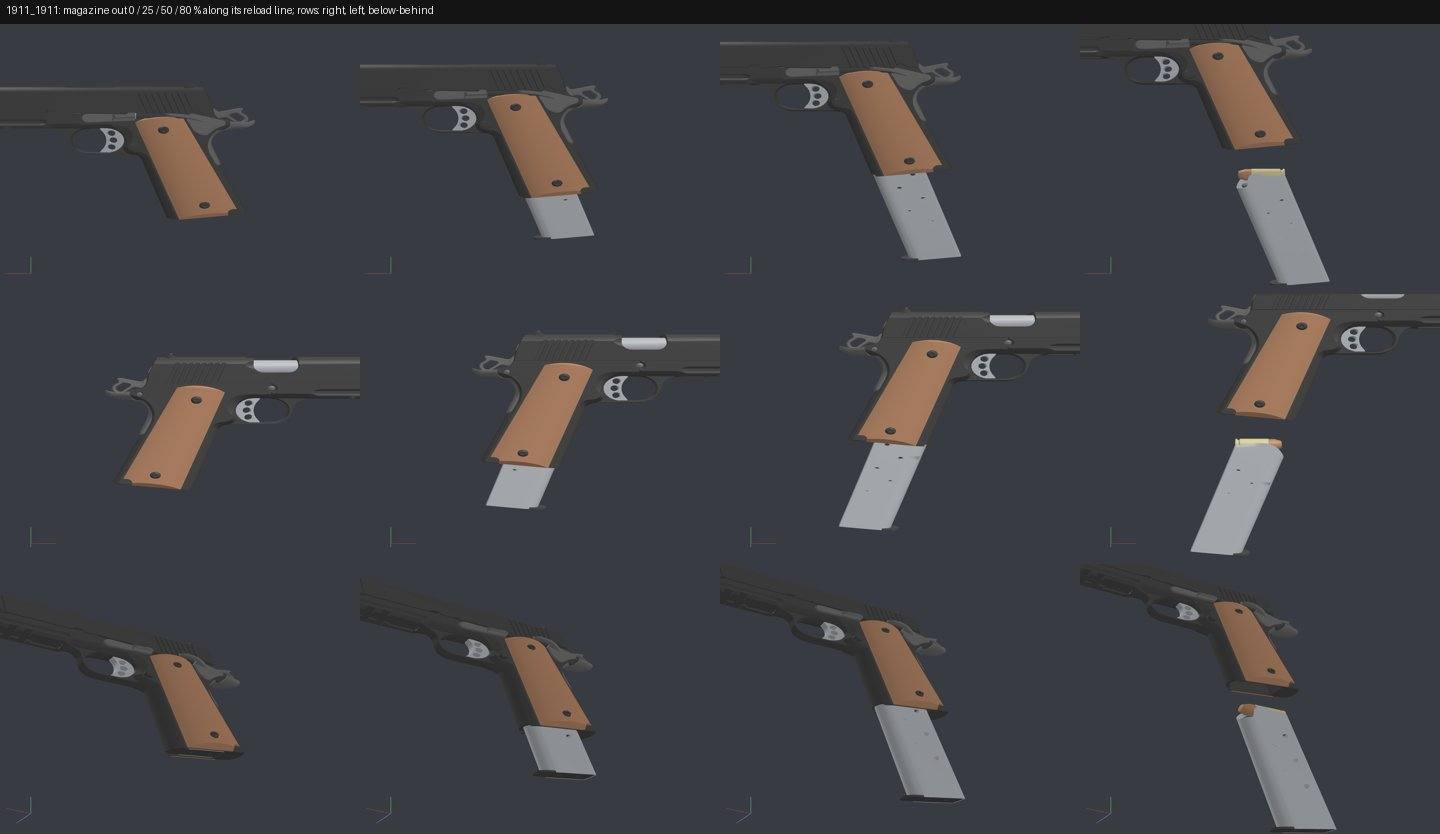 1911_1911: magazine out 0 / 25 / 50 / 80 % along its reload line; rows: right, left, below-behind